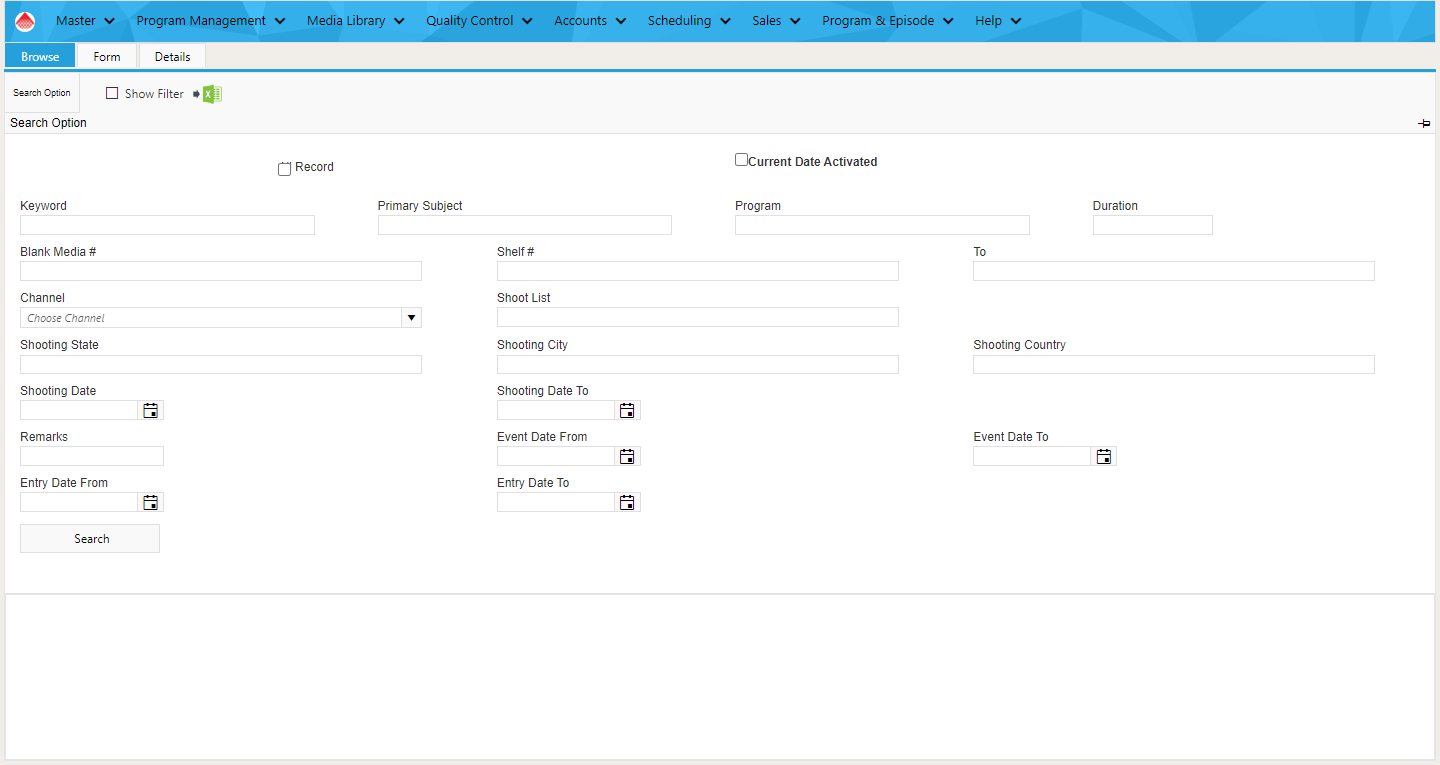 Master Program Management Media Library Quality Control Accounts Scheduling Sales Program & Episode Help
Browse Form Details
Search Option Show Filter
Search Option
Record Current Date Activated
Keyword Primary Subject Program Duration
Blank Media # Shelf # To
Channel Shoot List
Choose Channel
Shooting State Shooting City Shooting Country
Shooting Date Shooting Date To
Remarks Event Date From Event Date To
Entry Date From Entry Date To
Search